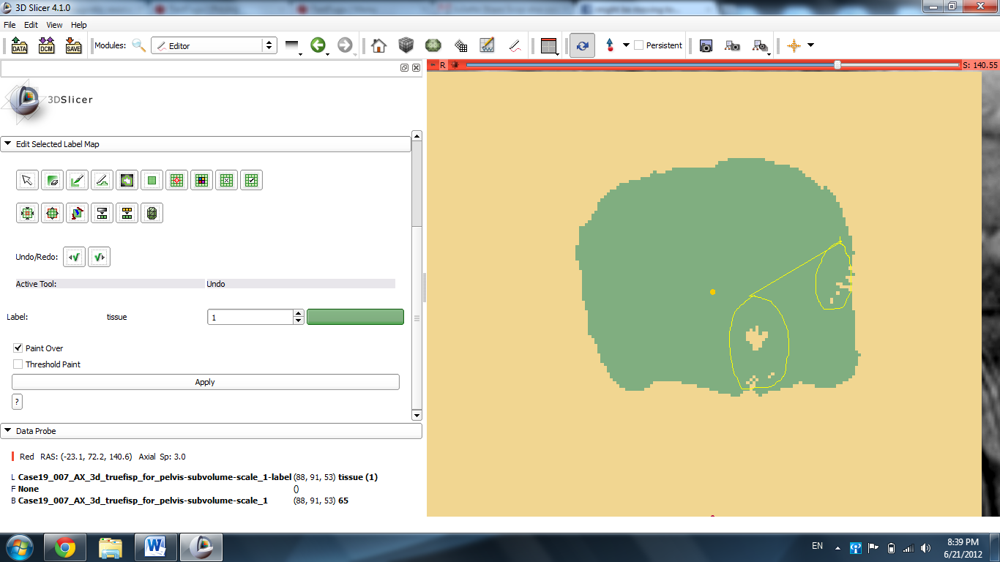 3D Slicer 4.1.0
File Edit View Help
DATA DCM SAVE Modules: Editor Persistent
R S: 140.55
3DSlicer
Edit Selected Label Map
Undo/Redo:
Active Tool: Undo
Label: tissue 1
Paint Over
Threshold Paint
Apply
?
Data Probe
Red RAS: (-23.1, 72.2, 140.6) Axial Sp: 3.0
L Case19_007_AX_3d_truefisp_for_pelvis-subvolume-scale_1-label (88, 91, 53) tissue (1)
F None ()
B Case19_007_AX_3d_truefisp_for_pelvis-subvolume-scale_1 (88, 91, 53) 65
EN 8:39 PM
6/21/2012